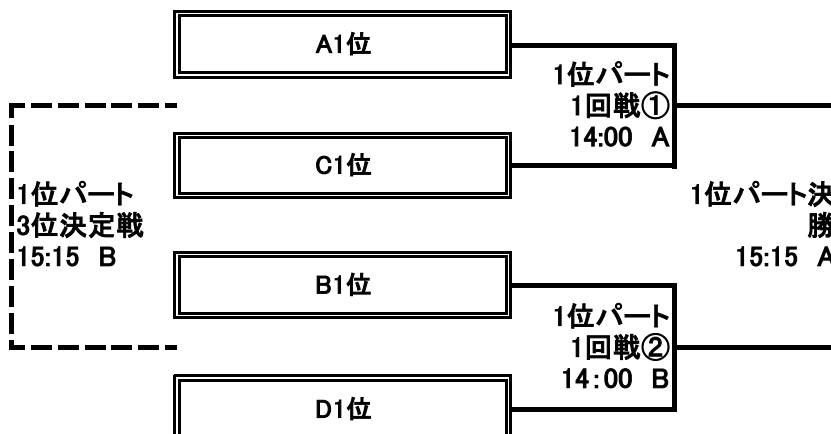 A1位
1位パート
1回戦①
14:00 A
C1位
1位パート
3位決定戦
15:15 B
1位パート決
勝
15:15 A
B1位
1位パート
1回戦②
14:00 B
D1位